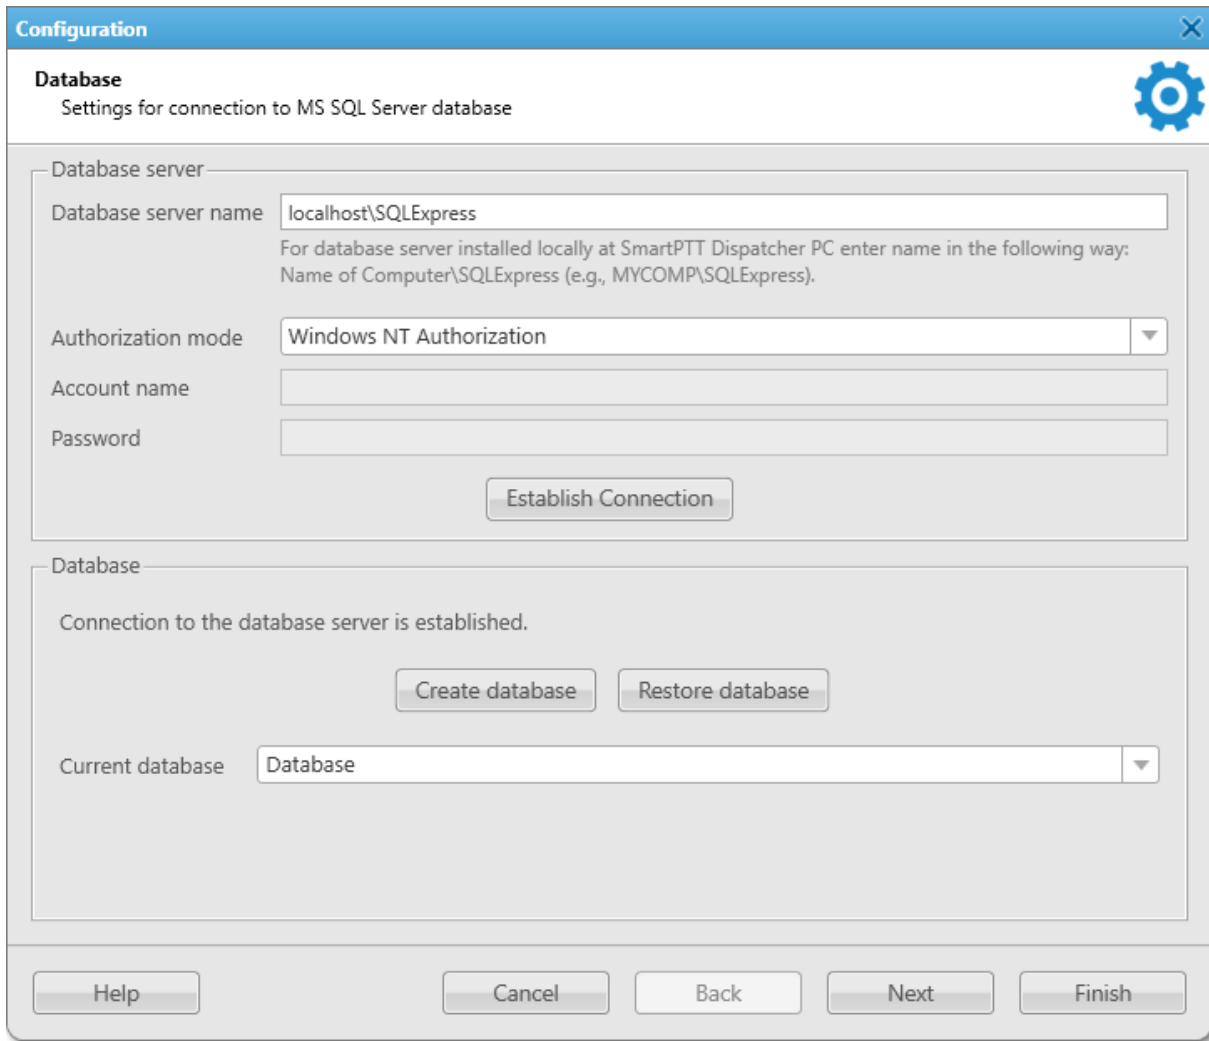 Configuration
Database
Settings for connection to MS SQL Server database
Database server
Database server name
localhost\SQLExpress
For database server installed locally at SmartPTT Dispatcher PC enter name in the following way:
Name of Computer\SQLExpress (e.g., MYCOMP\SQLExpress).
Authorization mode
Windows NT Authorization
Account name
Password
Establish Connection
Database
Connection to the database server is established.
Create database
Restore database
Current database
Database
Help
Cancel
Back
Next
Finish